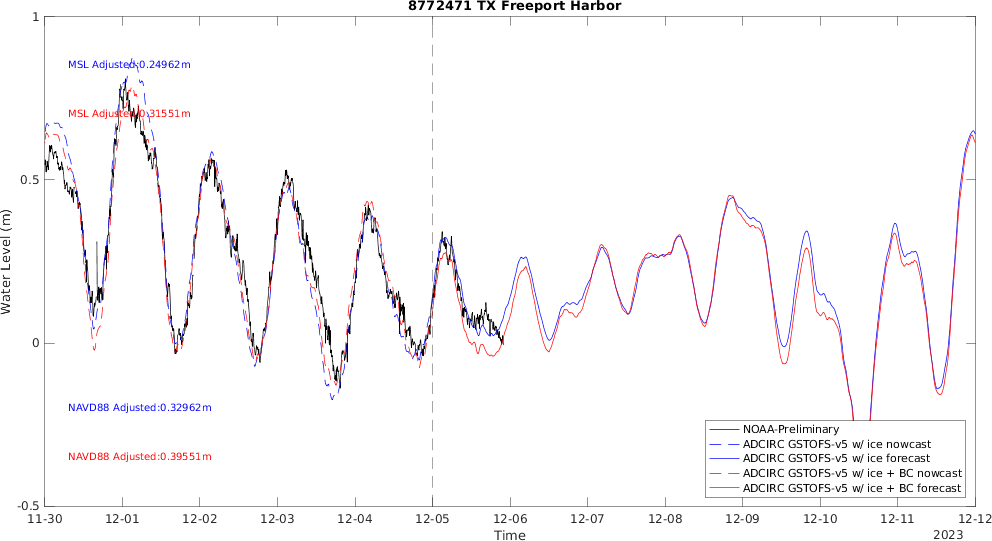 8772471 TX Freeport Harbor
1
0.5
0
-0.5
Water Level (m)
MSL Adjusted:0.24962m
MSL Adjusted:0.31551m
NAVD88 Adjusted:0.32962m
NAVD88 Adjusted:0.39551m
NOAA-Preliminary
ADCIRC GSTOFS-v5 w/ ice nowcast
ADCIRC GSTOFS-v5 w/ ice forecast
ADCIRC GSTOFS-v5 w/ ice + BC nowcast
ADCIRC GSTOFS-v5 w/ ice + BC forecast
11-30 12-01 12-02 12-03 12-04 12-05 12-06 12-07 12-08 12-09 12-10 12-11 12-12
Time
2023